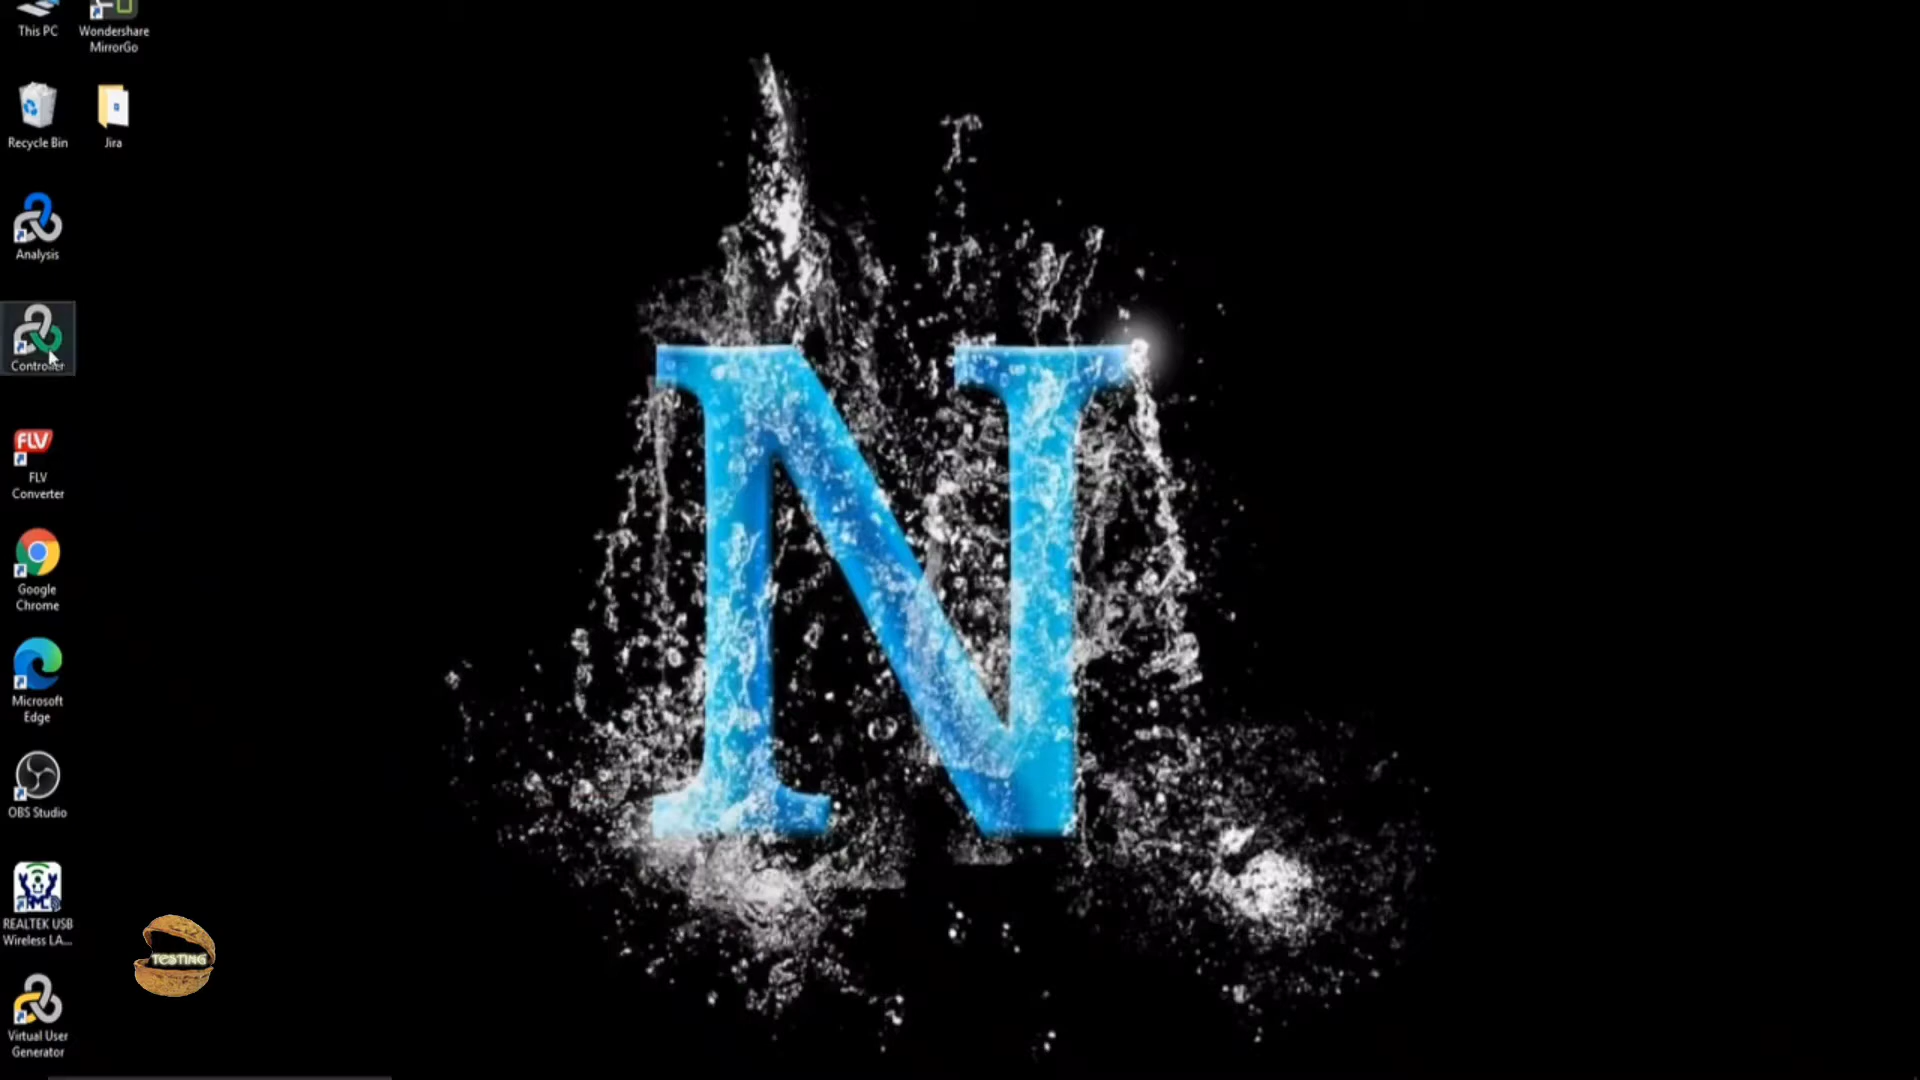 This PC
Wondershare
MirrorGo
Recycle Bin
Jira
Analysis
Controller
FLV
FLV
Converter
Google
Chrome
Microsoft
Edge
OBS Studio
REALTEK USB
Wireless LA...
TESTING
Virtual User
Generator
N